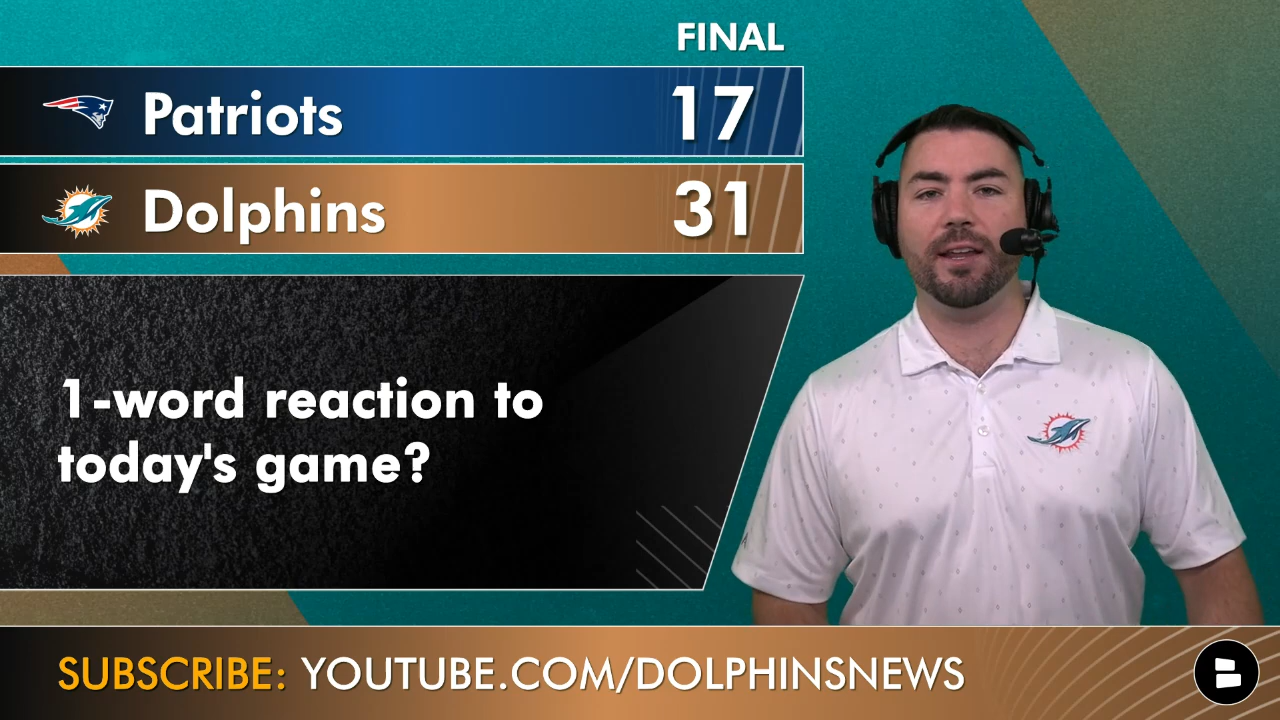 FINAL
Patriots 17
Dolphins 31
1-word reaction to
today's game?
SUBSCRIBE: YOUTUBE.COM/DOLPHINSNEWS